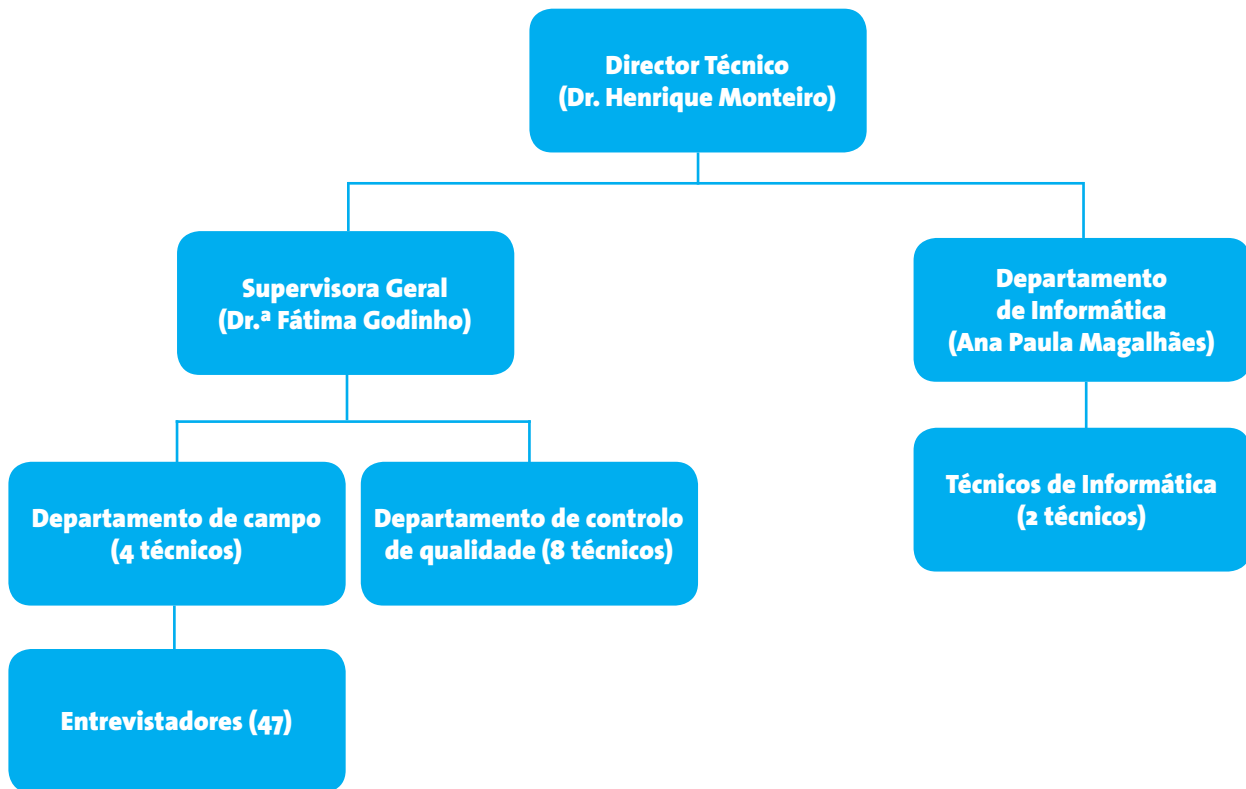 Director Técnico
(Dr. Henrique Monteiro)
Supervisora Geral
(Dr.ª Fátima Godinho)
Departamento
de Informática
(Ana Paula Magalhães)
Departamento de campo
(4 técnicos)
Departamento de controlo
de qualidade (8 técnicos)
Técnicos de Informática
(2 técnicos)
Entrevistadores (47)